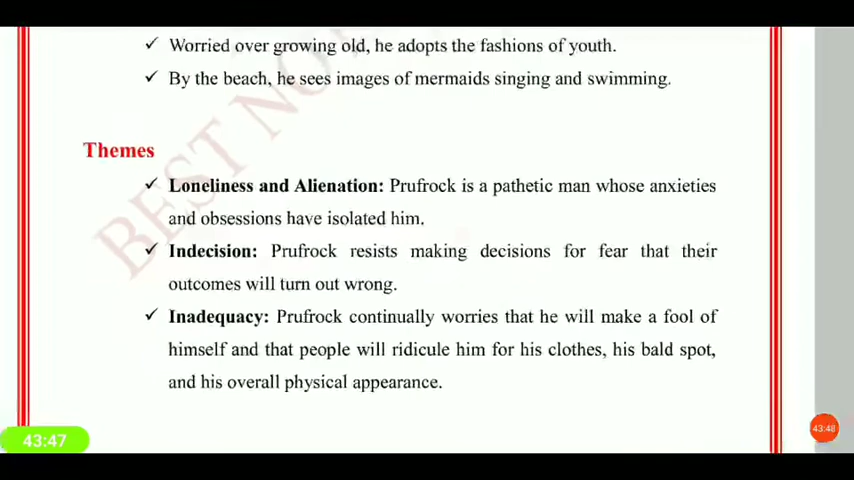 ✓ Worried over growing old, he adopts the fashions of youth.
✓ By the beach, he sees images of mermaids singing and swimming.
Themes
✓ Loneliness and Alienation: Prufrock is a pathetic man whose anxieties
and obsessions have isolated him.
✓ Indecision: Prufrock resists making decisions for fear that their
outcomes will turn out wrong.
✓ Inadequacy: Prufrock continually worries that he will make a fool of
himself and that people will ridicule him for his clothes, his bald spot,
and his overall physical appearance.
BEST NO
43:47
43:48